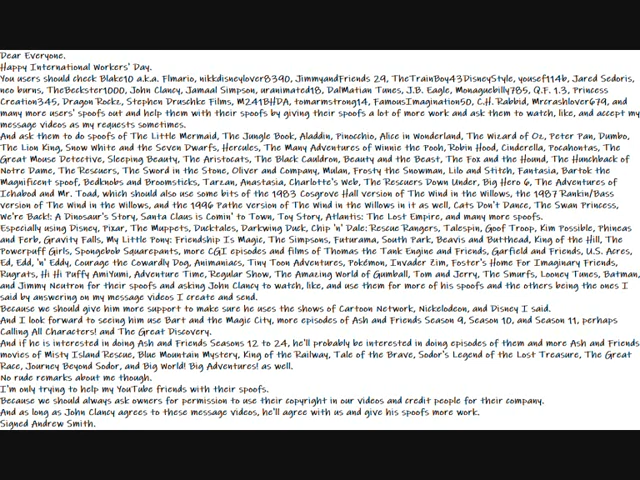 Dear Everyone.
Happy International Workers' Day.
You users should check Blake10 a.k.a. Flmario, nikkdisneylover8390, JimmyandFriends 29, TheTrainBoy43DisneyStyle, yousef114b, Jared Sedoris,
neo burns, TheBeckster1000, John Clancy, Jamaal Simpson, uranimated18, DalMatian Tunes, J.B. Eagle, Monaguebilly785, Q.F. 1.3, Princess
Creation345, Dragon Rockz, Stephen Druschke Films, M241BHDA, tomarmstrong14, FamousImagination50, C.H. Rabbid, Mrcrashlover679, and
many more users' spoofs out and help them with their spoofs by giving their spoofs a lot of more work and ask them to watch, like, and accept my
message videos as my requests sometimes.
And ask them to do spoofs of The Little Mermaid, The Jungle Book, Aladdin, Pinocchio, Alice in Wonderland, The Wizard of Oz, Peter Pan, Dumbo,
The Lion King, Snow White and the Seven Dwarfs, Hercules, The Many Adventures of Winnie the Pooh, Robin Hood, Cinderella, Pocahontas, The
Great Mouse Detective, Sleeping Beauty, The Aristocats, The Black Cauldron, Beauty and the Beast, The Fox and the Hound, The Hunchback of
Notre Dame, The Rescuers, The Sword in the Stone, Oliver and Company, Mulan, Frosty the Snowman, Lilo and Stitch, Fantasia, Bartok the
Magnificent spoof, Bedknobs and Broomsticks, Tarzan, Anastasia, Charlotte's Web, The Rescuers Down Under, Big Hero 6, The Adventures of
Ichabod and Mr. Toad, which should also use some bits of the 1983 Cosgrove Hall version of The Wind in the Willows, the 1987 Rankin/Bass
version of The Wind in the Willows, and the 1996 Pathe version of The Wind in the Willows in it as well, Cats Don't Dance, The Swan Princess,
We're Back!: A Dinosaur's Story, Santa Claus is Comin' to Town, Toy Story, Atlantis: The Lost Empire, and many more spoofs.
Especially using Disney, Pixar, The Muppets, Ducktales, Darkwing Duck, Chip 'n' Dale: Rescue Rangers, Talespin, Goof Troop, Kim Possible, Phineas
and Ferb, Gravity Falls, My Little Pony: Friendship Is Magic, The Simpsons, Futurama, South Park, Beavis and Butthead, King of the Hill, The
Powerpuff Girls, Spongebob Squarepants, more CGI episodes and films of Thomas the Tank Engine and Friends, Garfield and Friends, U.S. Acres,
Ed, Edd, 'n' Eddy, Courage the Cowardly Dog, Animaniacs, Tiny Toon Adventures, Pokémon, Invader Zim, Foster's Home For Imaginary Friends,
Rugrats, Hi Hi Puffy AmiYumi, Adventure Time, Regular Show, The Amazing World of Gumball, Tom and Jerry, The Smurfs, Looney Tunes, Batman,
and Jimmy Neutron for their spoofs and asking John Clancy to watch, like, and use them for more of his spoofs and the others being the ones I
said by answering on my message videos I create and send.
Because we should give him more support to make sure he uses the shows of Cartoon Network, Nickelodeon, and Disney I said.
And I look forward to seeing him use Bart and the Magic City, more episodes of Ash and Friends Season 9, Season 10, and Season 11, perhaps
Calling All Characters! and The Great Discovery.
And if he is interested in doing Ash and Friends Seasons 12 to 24, he'll probably be interested in doing episodes of them and more Ash and Friends
movies of Misty Island Rescue, Blue Mountain Mystery, King of the Railway, Tale of the Brave, Sodor's Legend of the Lost Treasure, The Great
Race, Journey Beyond Sodor, and Big World! Big Adventures! as well.
No rude remarks about me though.
I'm only trying to help my YouTube friends with their spoofs.
Because we should always ask owners for permission to use their copyright in our videos and credit people for their company.
And as long as John Clancy agrees to these message videos, he'll agree with us and give his spoofs more work.
Signed Andrew Smith.